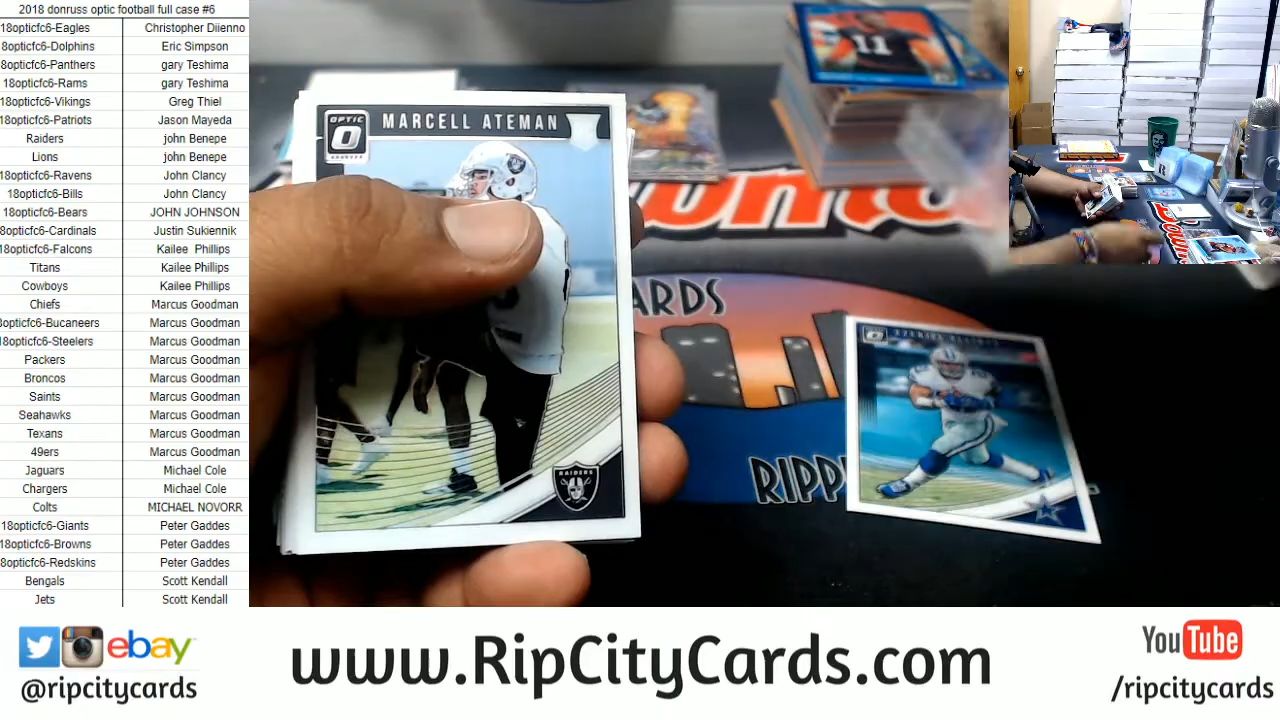 2018 donruss optic football full case #6
18opticfc6-Eagles Christopher Diienno
8opticfc6-Dolphins Eric Simpson
8opticfc6-Panthers gary Teshima
18opticfc6-Rams gary Teshima
18opticfc6-Vikings Greg Thiel
18opticfc6-Patriots Jason Mayeda
Raiders john Benepe
Lions john Benepe
18opticfc6-Ravens John Clancy
18opticfc6-Bills John Clancy
18opticfc6-Bears JOHN JOHNSON
8opticfc6-Cardinals Justin Sukiennik
18opticfc6-Falcons Kailee Phillips
Titans Kailee Phillips
Cowboys Kailee Phillips
Chiefs Marcus Goodman
8opticfc6-Bucaneers Marcus Goodman
18opticfc6-Steelers Marcus Goodman
Packers Marcus Goodman
Broncos Marcus Goodman
Saints Marcus Goodman
Seahawks Marcus Goodman
Texans Marcus Goodman
49ers Marcus Goodman
Jaguars Michael Cole
Chargers Michael Cole
Colts MICHAEL NOVORR
18opticfc6-Giants Peter Gaddes
18opticfc6-Browns Peter Gaddes
8opticfc6-Redskins Peter Gaddes
Bengals Scott Kendall
Jets Scott Kendall
OPTIC
MARCELL ATEMAN
RAIDERS
11
ARDS
RIPP
EZEKIEL ELLIOTT
ebay
@ripcitycards
www.RipCityCards.com
YouTube
/ripcitycards